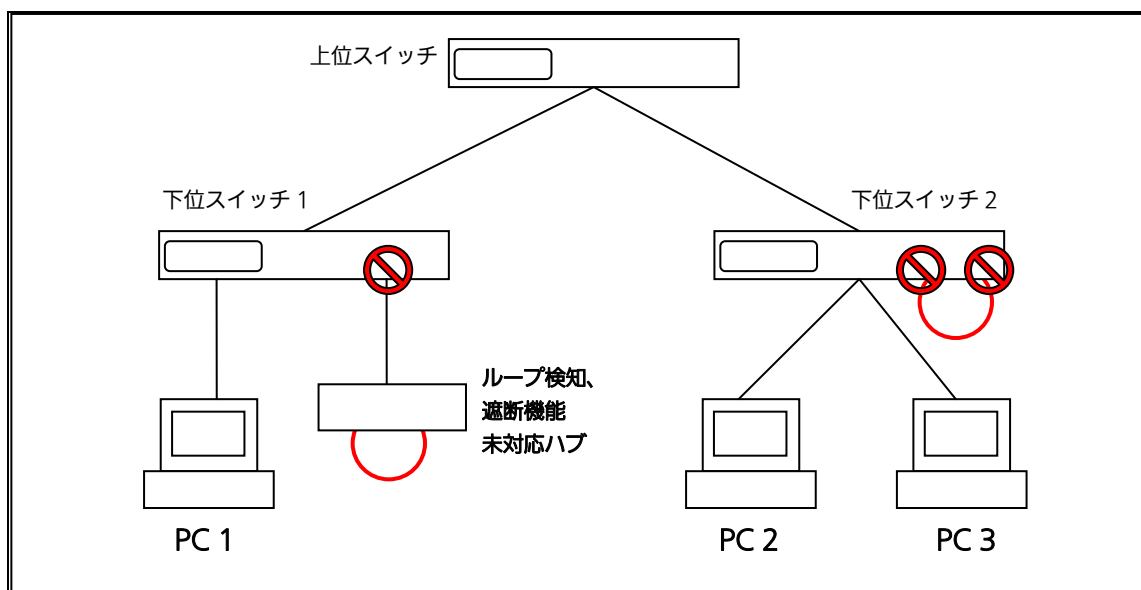 上位スイッチ
下位スイッチ 1
下位スイッチ 2
ループ検知、
遮断機能
未対応ハブ
PC 1
PC 2
PC 3